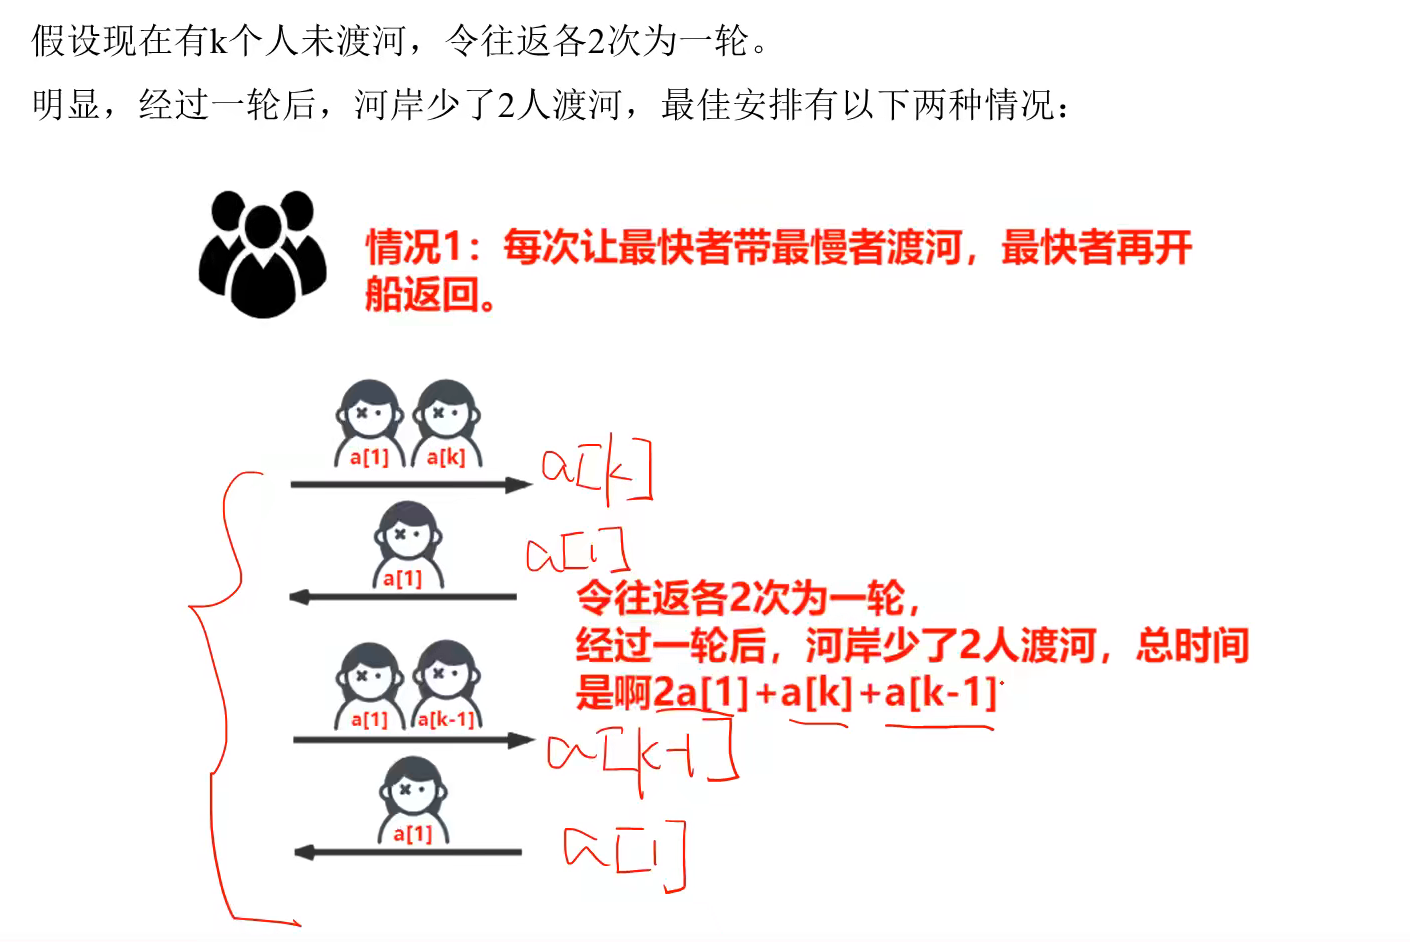 假设现在有k个人未渡河，令往返各2次为一轮。
明显，经过一轮后，河岸少了2人渡河，最佳安排有以下两种情况：
情况1：每次让最快者带最慢者渡河，最快者再开
船返回。
a[1] a[k]
a[k]
a[1]
a[1]
令往返各2次为一轮，
经过一轮后，河岸少了2人渡河，总时间
是啊2a[1]+a[k]+a[k-1]
a[1] a[k-1]
a[k-1]
a[1]
a[1]